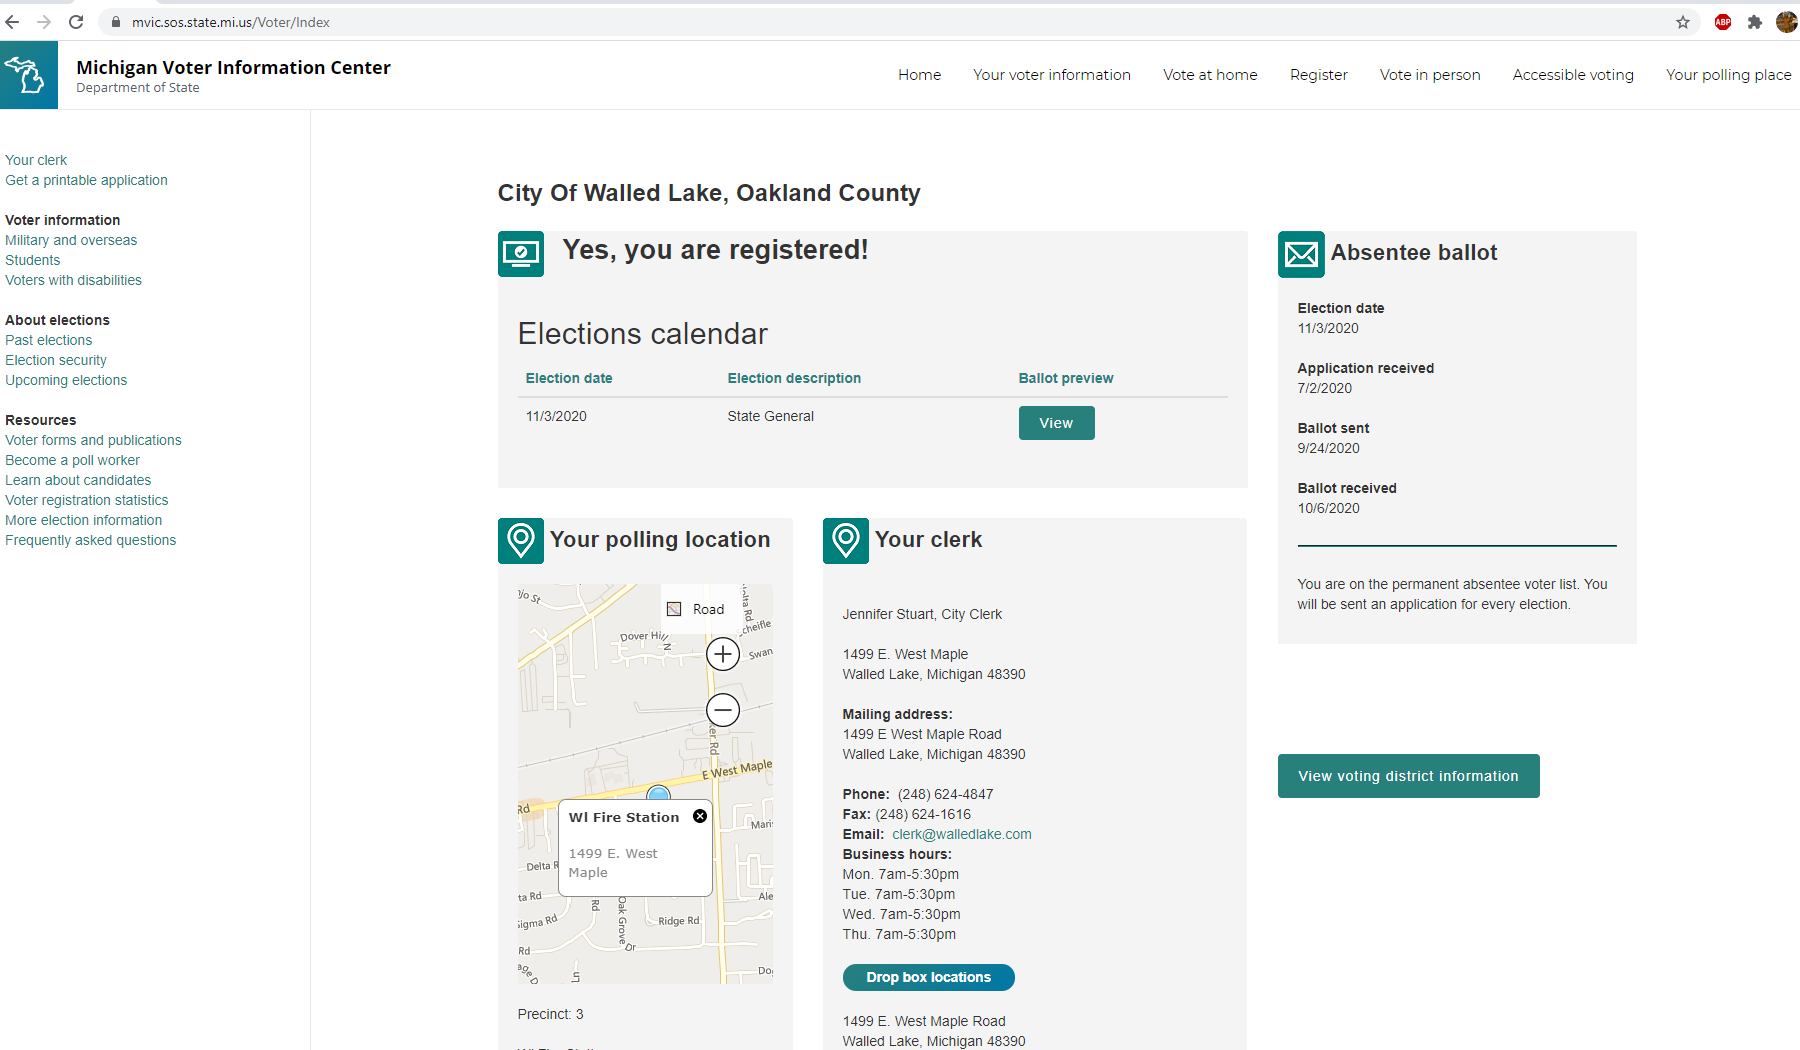 mvic.sos.state.mi.us/Voter/Index
ABP
Michigan Voter Information Center
Department of State
Home
Your voter information
Vote at home
Register
Vote in person
Accessible voting
Your polling place
Your clerk
Get a printable application
Voter information
Military and overseas
Students
Voters with disabilities
About elections
Past elections
Election security
Upcoming elections
Resources
Voter forms and publications
Become a poll worker
Learn about candidates
Voter registration statistics
More election information
Frequently asked questions
City Of Walled Lake, Oakland County
Yes, you are registered!
Elections calendar
Election date Election description Ballot preview
11/3/2020 State General View
Absentee ballot
Election date
11/3/2020
Application received
7/2/2020
Ballot sent
9/24/2020
Ballot received
10/6/2020
You are on the permanent absentee voter list. You
will be sent an application for every election.
View voting district information
Your polling location
Road
Dover Hill
Swan
E West Maple
Rd
Wl Fire Station
1499 E. West
Maple
Delta R
ta Rd
Sigma Rd
Rd
Oak Grove
Ridge Rd
Dr
Rd
Precinct: 3
Your clerk
Jennifer Stuart, City Clerk
1499 E. West Maple
Walled Lake, Michigan 48390
Mailing address:
1499 E West Maple Road
Walled Lake, Michigan 48390
Phone: (248) 624-4847
Fax: (248) 624-1616
Email: clerk@walledlake.com
Business hours:
Mon. 7am-5:30pm
Tue. 7am-5:30pm
Wed. 7am-5:30pm
Thu. 7am-5:30pm
Drop box locations
1499 E. West Maple Road
Walled Lake, Michigan 48390